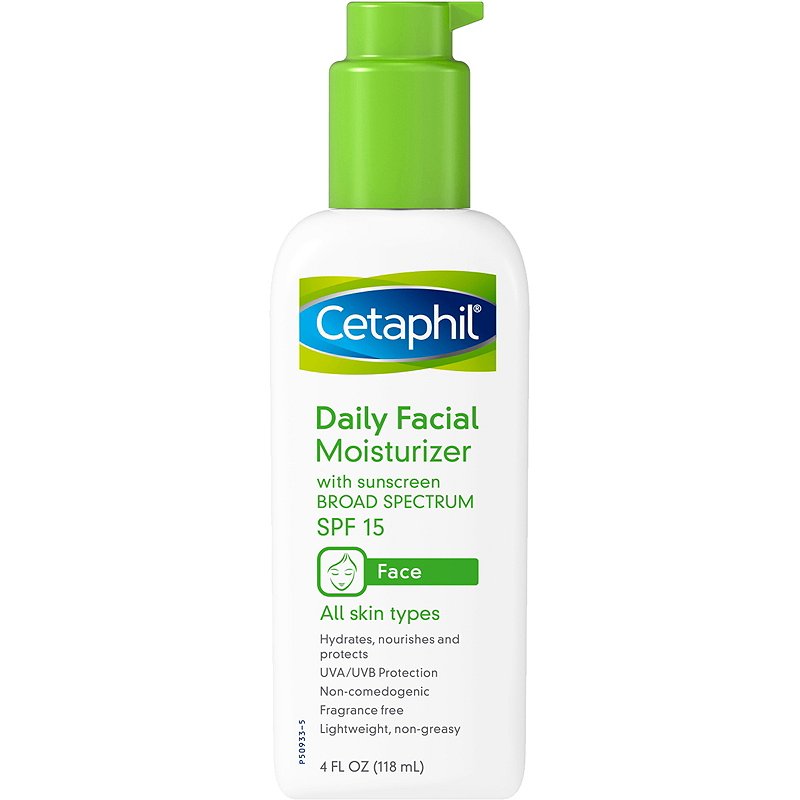 Cetaphil®
Daily Facial
Moisturizer
with sunscreen
BROAD SPECTRUM
SPF 15
Face
All skin types
Hydrates, nourishes and
protects
UVA/UVB Protection
Non-comedogenic
Fragrance free
Lightweight, non-greasy
4 FL OZ (118 mL)
P50933-5